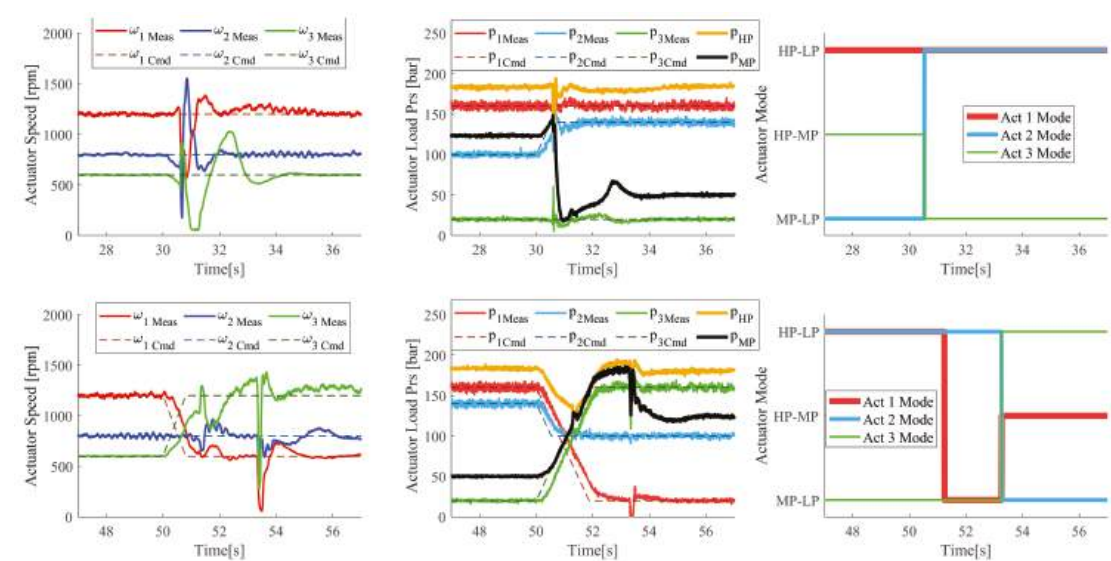 ω1 Meas ω2 Meas ω3 Meas
ω1 Cmd ω2 Cmd ω3 Cmd
2000
1500
1000
500
0
Actuator Speed [rpm]
28 30 32 34 36
Time[s]
p1Meas p2Meas p3Meas pHP
p1Cmd p2Cmd p3Cmd pMP
250
200
150
100
50
0
Actuator Load Prs [bar]
28 30 32 34 36
Time[s]
HP-LP
HP-MP
MP-LP
Actuator Mode
Act 1 Mode
Act 2 Mode
Act 3 Mode
28 30 32 34 36
Time[s]
ω1 Meas ω2 Meas ω3 Meas
ω1 Cmd ω2 Cmd ω3 Cmd
2000
1500
1000
500
0
Actuator Speed [rpm]
48 50 52 54 56
Time[s]
p1Meas p2Meas p3Meas pHP
p1Cmd p2Cmd p3Cmd pMP
250
200
150
100
50
0
Actuator Load Prs [bar]
48 50 52 54 56
Time[s]
HP-LP
HP-MP
MP-LP
Actuator Mode
Act 1 Mode
Act 2 Mode
Act 3 Mode
48 50 52 54 56
Time[s]